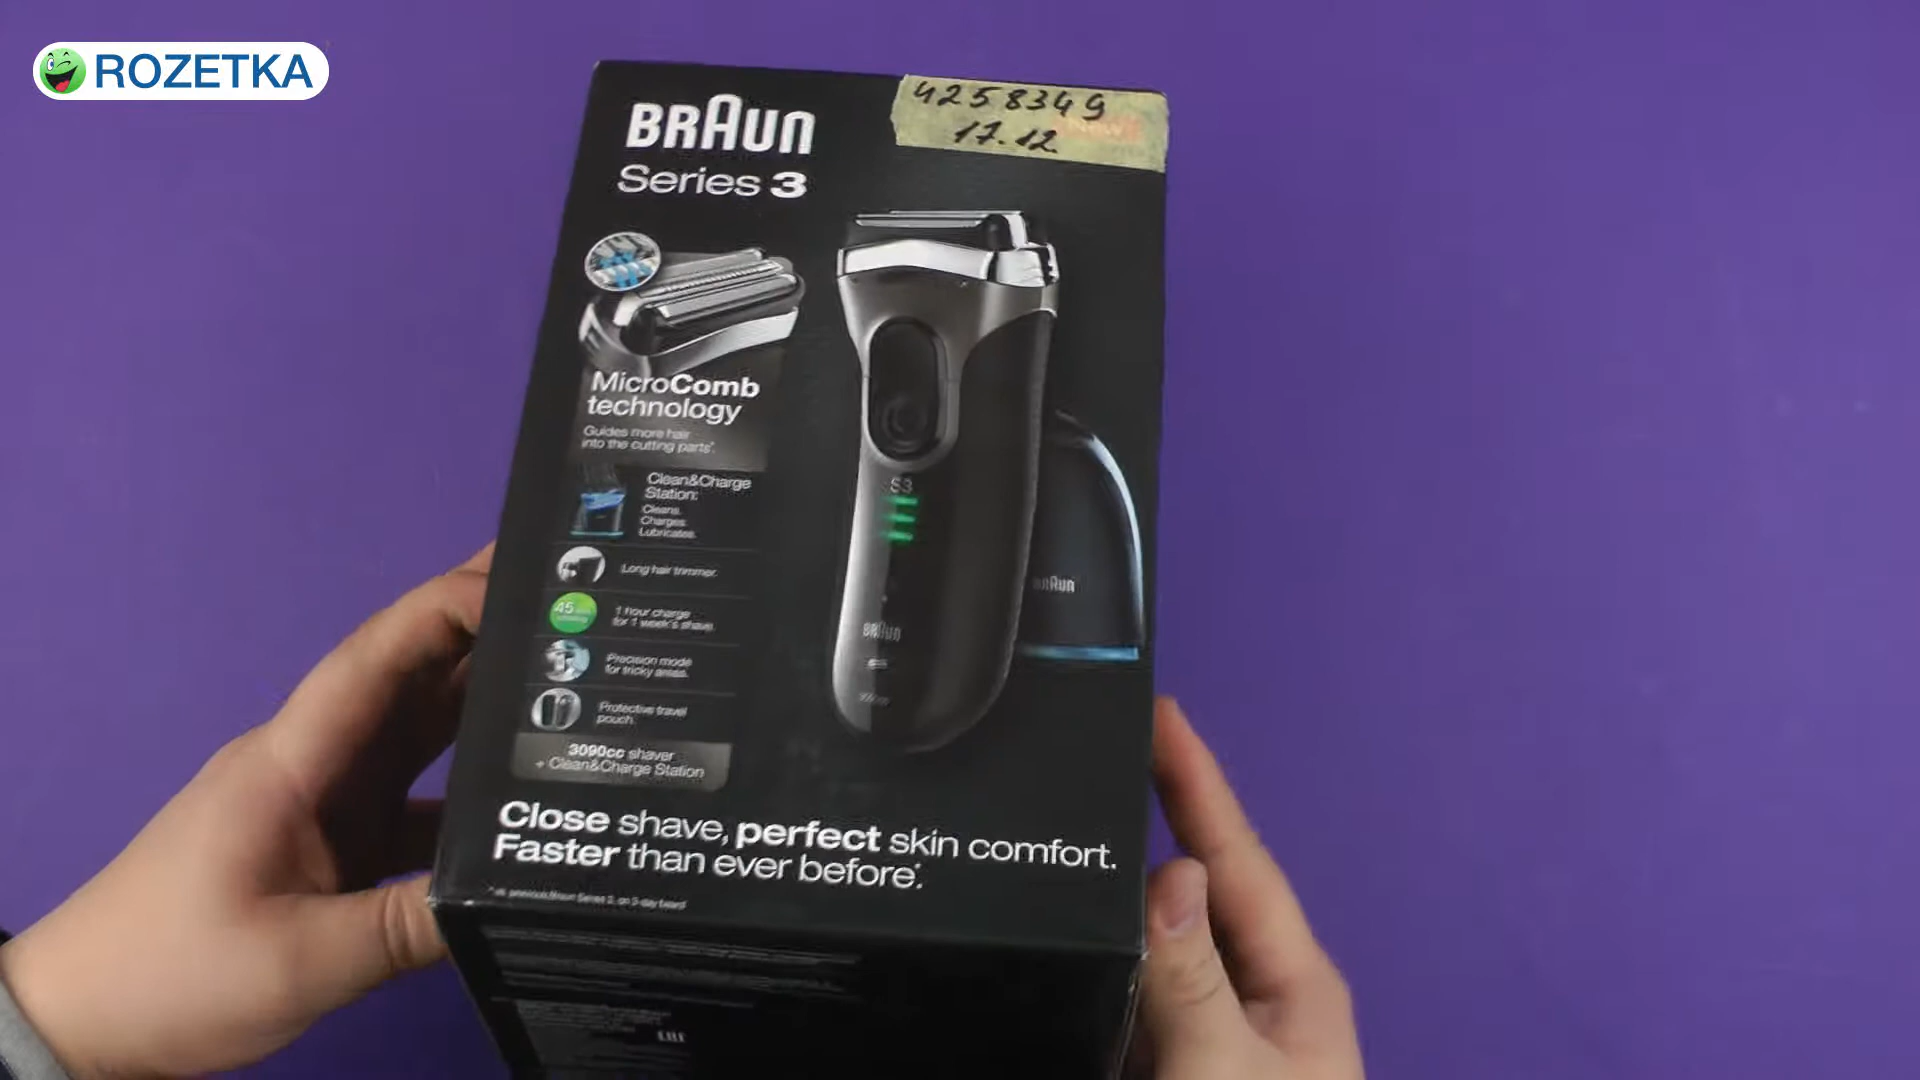 ROZETKA
BRAUN
Series 3
4258349
17.12.
MicroComb
technology
Guides more hair
into the cutting parts*.
Clean&Charge
Station:
Cleans.
Charges.
Lubricates.
Long hair trimmer.
45
1 hour charge
for 1 week's shave.
Precision mode
for tricky areas.
Protective travel
pouch.
3090cc shaver
+ Clean&Charge Station
S3
BRAUN
BRAUN
Close shave, perfect skin comfort.
Faster than ever before*.